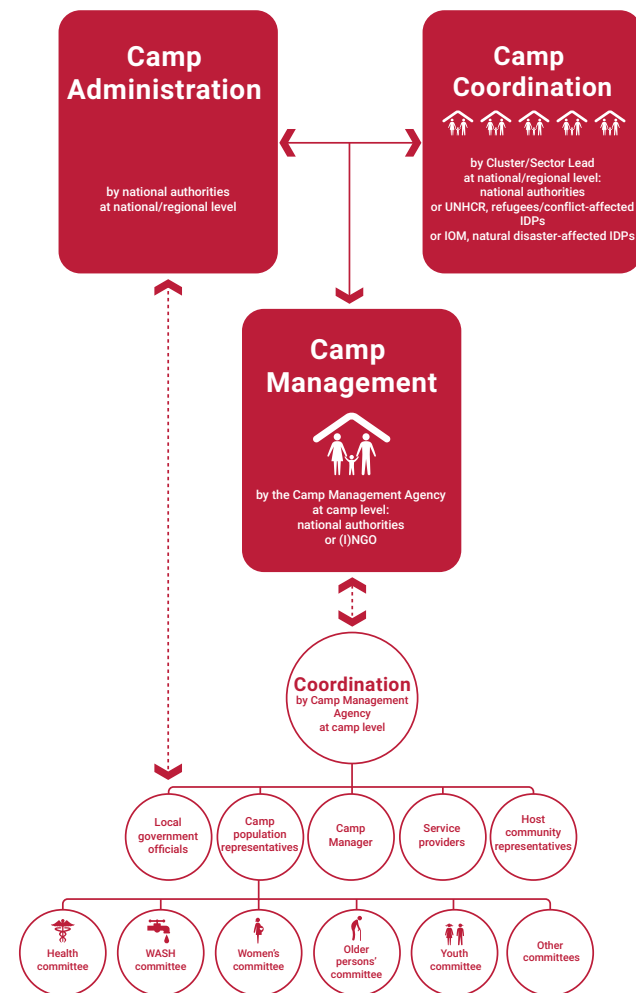 Camp
Administration
by national authorities
at national/regional level
Camp
Coordination
by Cluster/Sector Lead
at national/regional level:
national authorities
or UNHCR, refugees/conflict-affected
IDPs
or IOM, natural disaster-affected IDPs
Camp
Management
by the Camp Management Agency
at camp level:
national authorities
or (I)NGO
Coordination
by Camp Management
Agency
at camp level
Local
government
officials
Camp
population
representatives
Camp
Manager
Service
providers
Host
community
representatives
Health
committee
WASH
committee
Women's
committee
Older
persons'
committee
Youth
committee
Other
committees